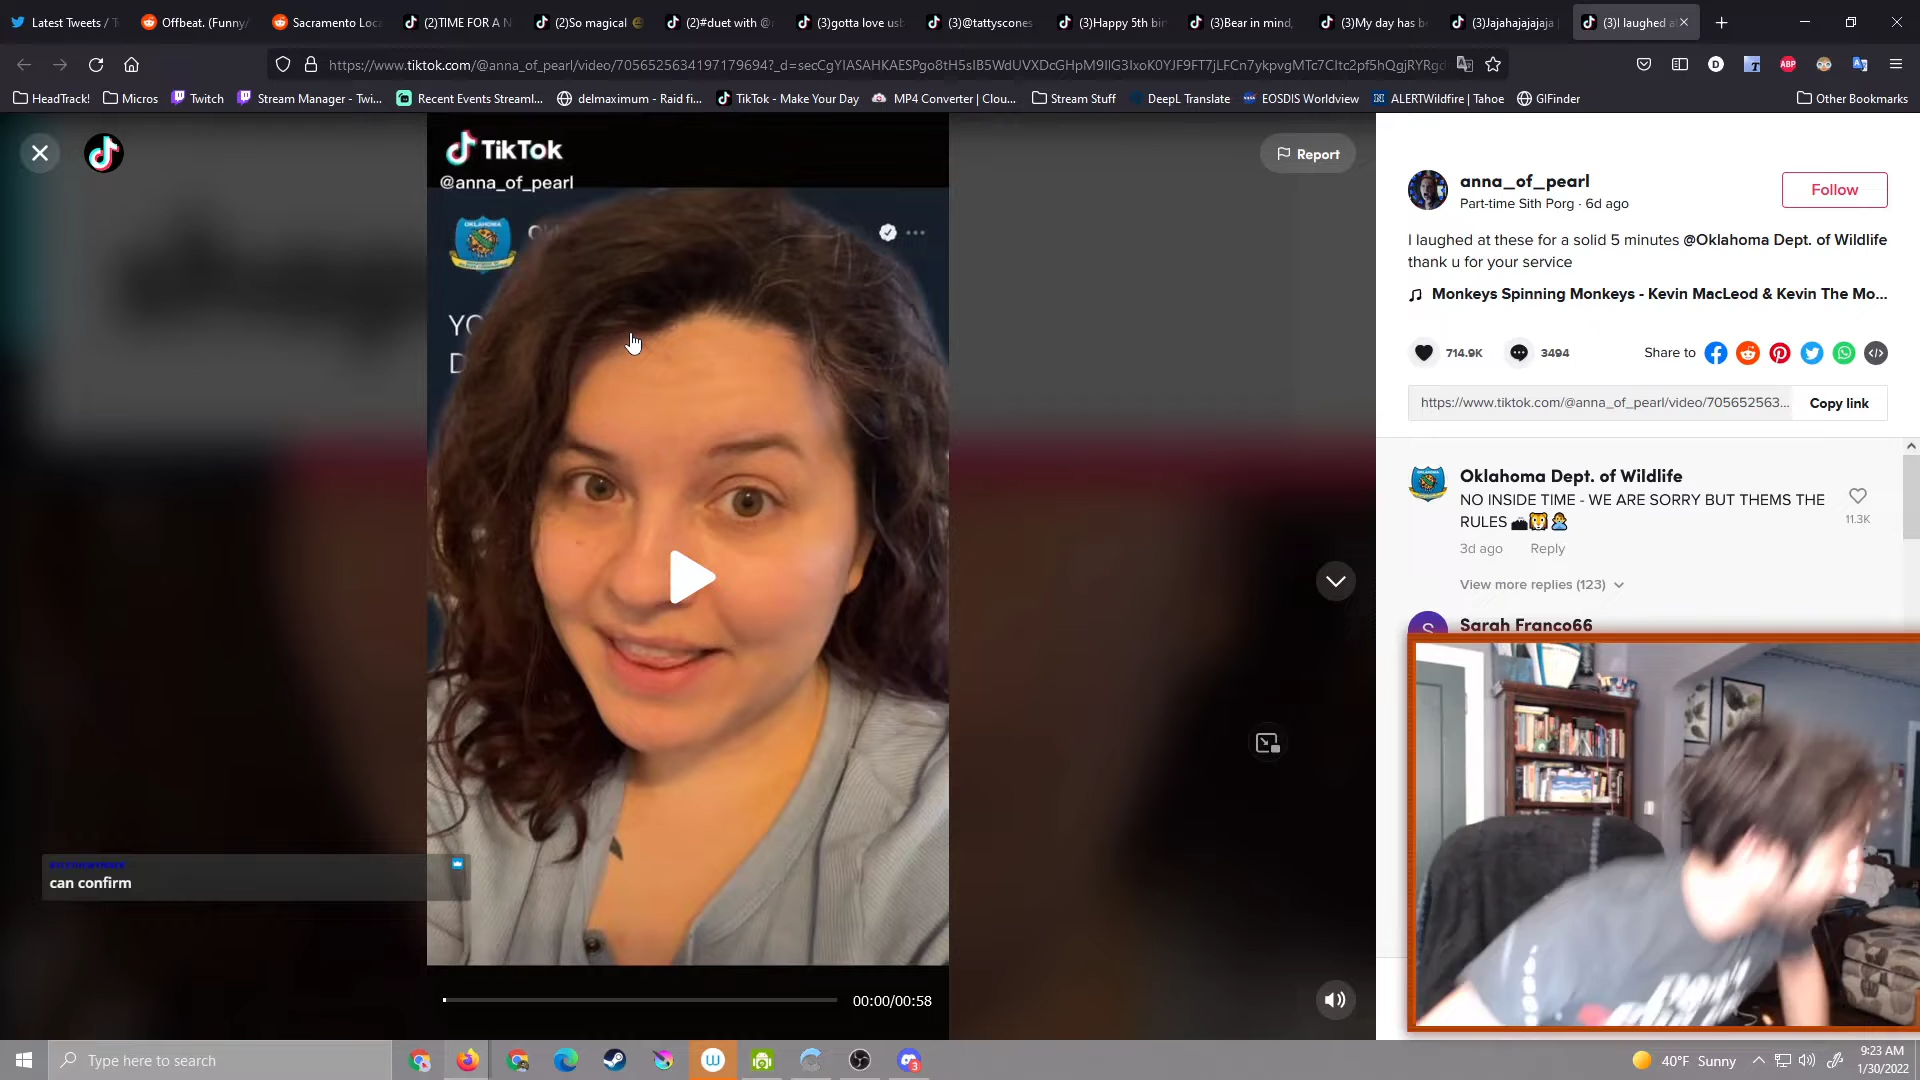 Latest Tweets / T
Offbeat. (Funny/
Sacramento Loca
(2)TIME FOR A N
(2)So magical
(2)#duet with @
(3)gotta love us
(3)@tattyscones
(3)Happy 5th bi
(3)Bear in mind,
(3)My day has b
(3)Jajahajajajaja
(3)I laughed a
https://www.tiktok.com/@anna_of_pearl/video/
HeadTrack!
Micros
Twitch
Stream Manager - Twi...
Recent Events Streaml...
delmaximum - Raid fi...
TikTok - Make Your Day
MP4 Converter | Clou...
Stream Stuff
DeepL Translate
EOSDIS Worldview
ALERTWildfire | Tahoe
GIFinder
Other Bookmarks
TikTok
@anna_of_pearl
OKLAHOMA
YO
D
Report
can confirm
00:00/00:58
anna_of_pearl
Part-time Sith Porg · 6d ago
Follow
I laughed at these for a solid 5 minutes @Oklahoma Dept. of Wildlife
thank u for your service
Monkeys Spinning Monkeys - Kevin MacLeod & Kevin The Mo...
714.9K
3494
Share to
https://www.tiktok.com/@anna_of_pearl/video/705652563...
Copy link
Oklahoma Dept. of Wildlife
NO INSIDE TIME - WE ARE SORRY BUT THEMS THE
RULES
11.3K
3d ago
Reply
View more replies (123)
S
Sarah Franco66
Type here to search
40°F Sunny
9:23 AM
1/30/2022